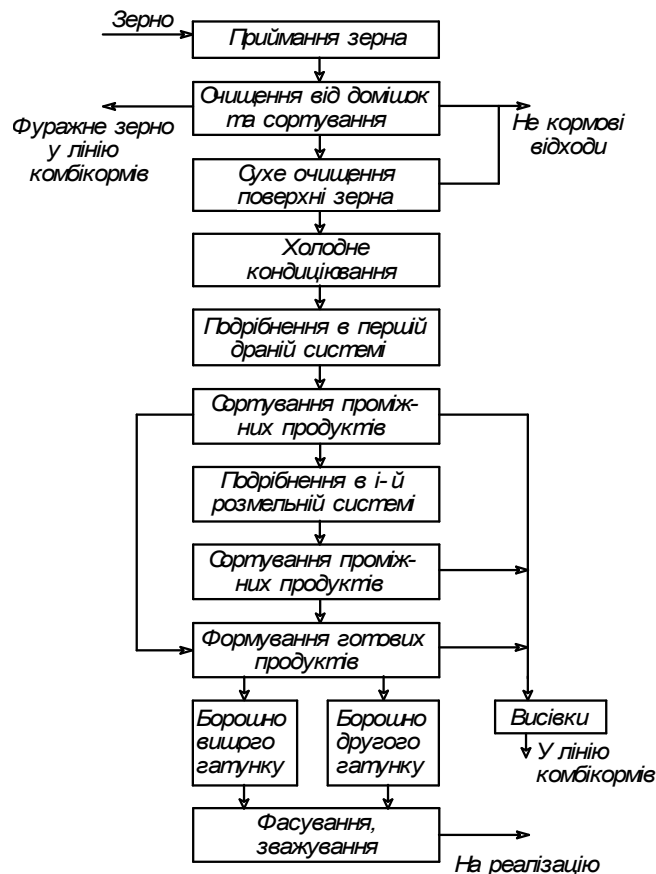 Зерно
Приймання зерна
Очищення від домішок
та сортування
Фуражне зерно
у лінію
комбікормів
Не кормові
відходи
Сухе очищення
поверхні зерна
Холодне
кондиціювання
Подрібнення в першій
драній системі
Сортування проміж-
них продуктів
Подрібнення в і-й
розмельній системі
Сортування проміж-
них продуктів
Формування готових
продуктів
Борошно
вищого
гатунку
Борошно
другого
гатунку
Висівки
У лінію
комбікормів
Фасування,
зважування
На реалізацію